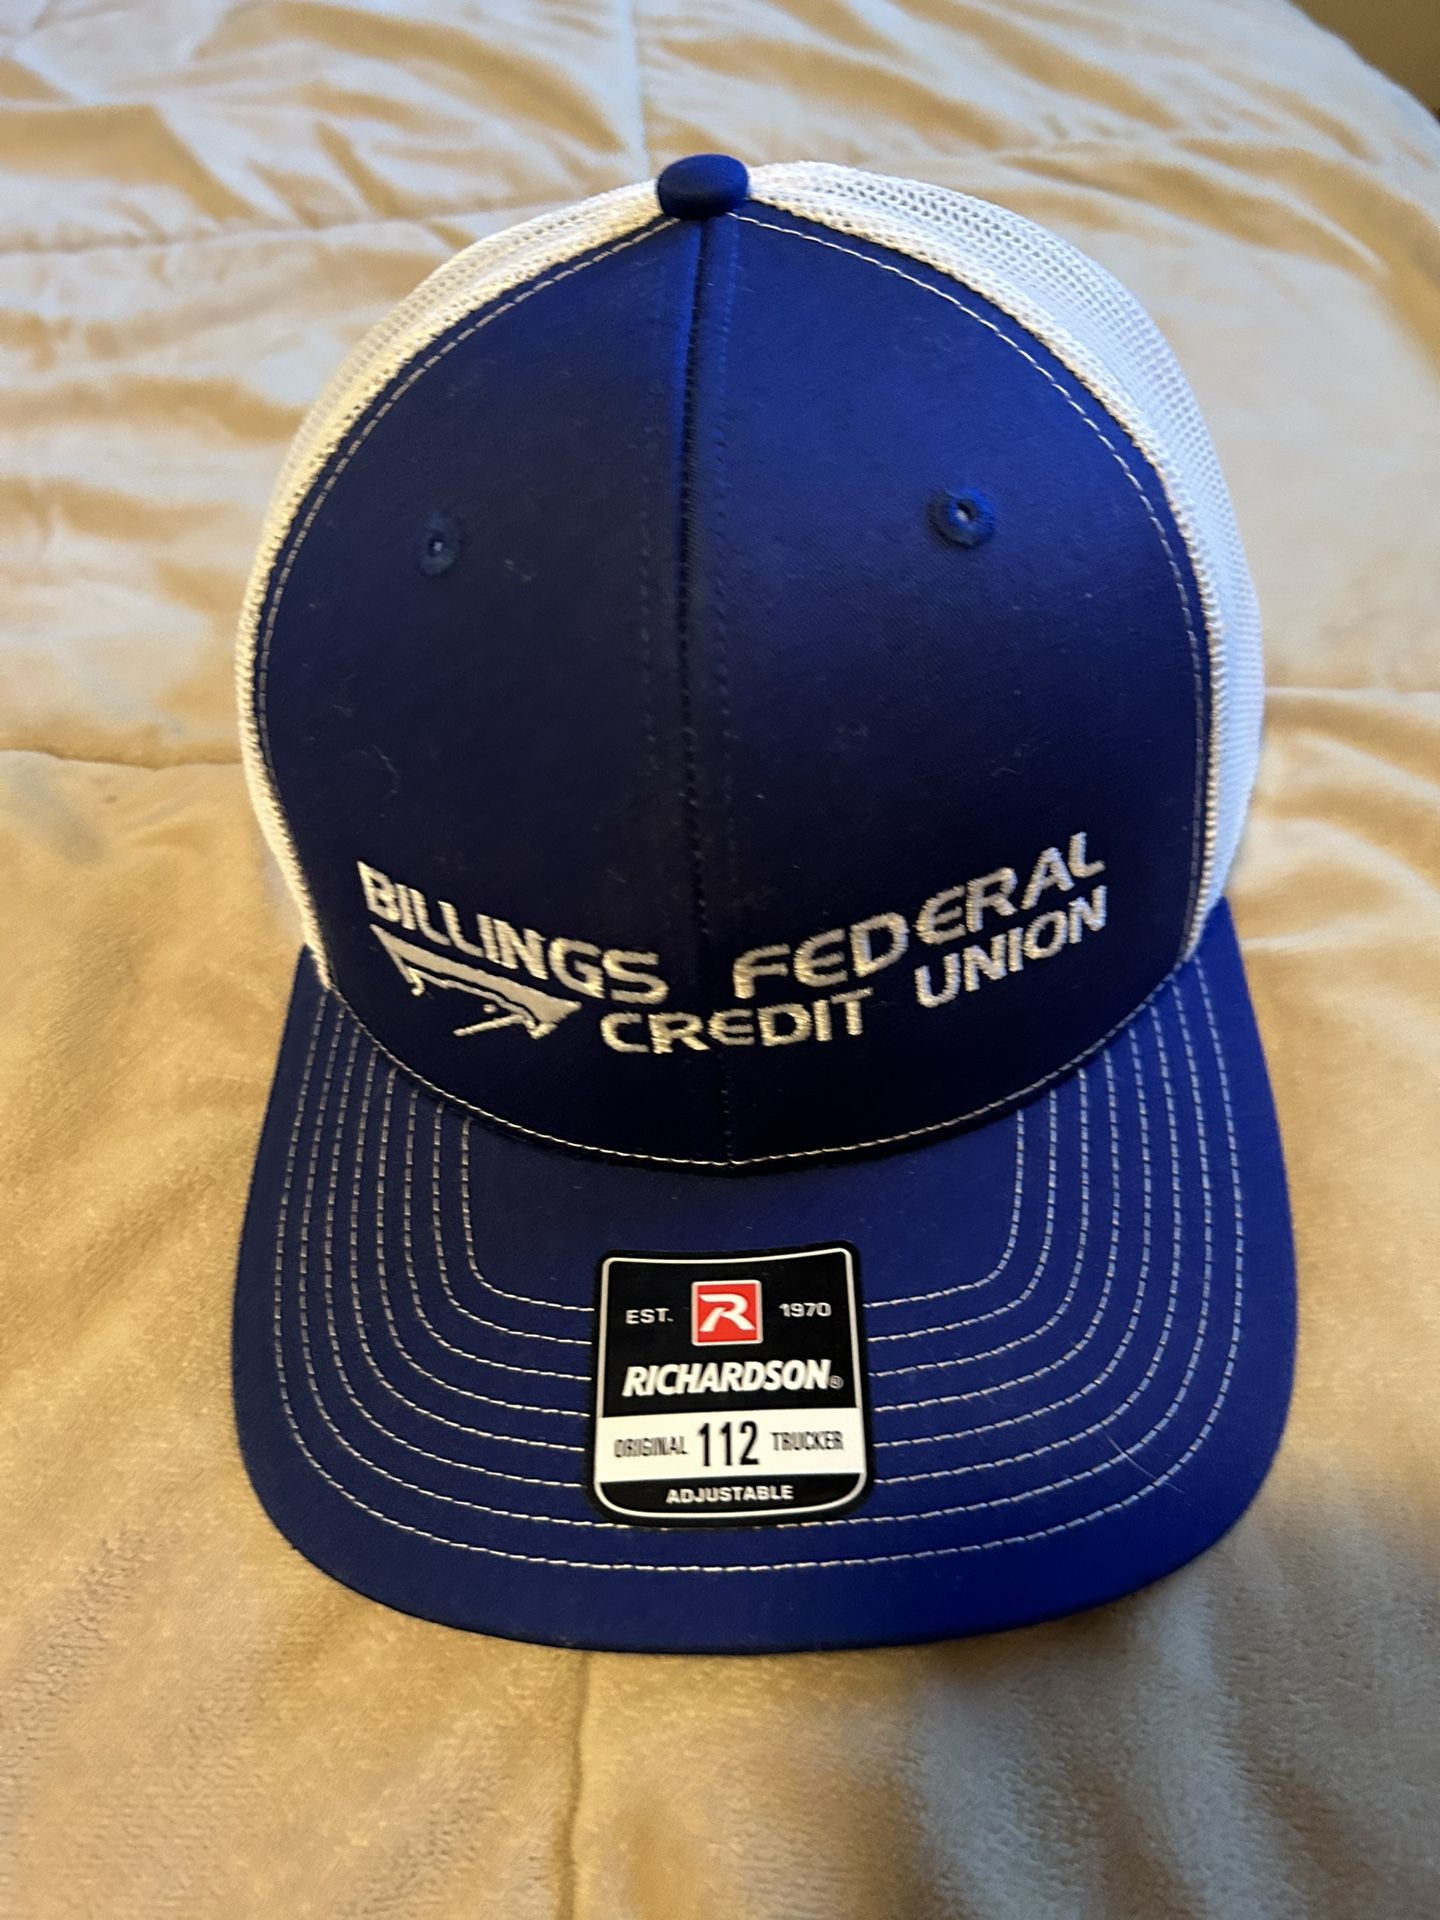 BILLINGS FEDERAL
CREDIT UNION
EST. R 1970
RICHARDSON®
ORIGINAL 112 TRUCKER
ADJUSTABLE